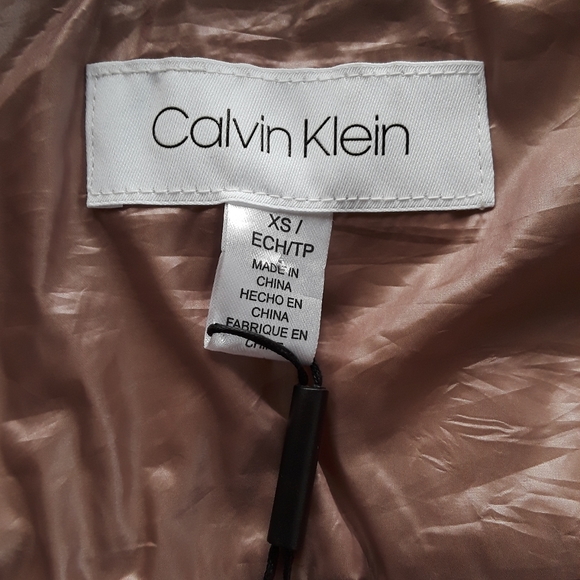 Calvin Klein
XS /
ECH/TP
MADE IN
CHINA
HECHO EN
CHINA
FABRIQUE EN